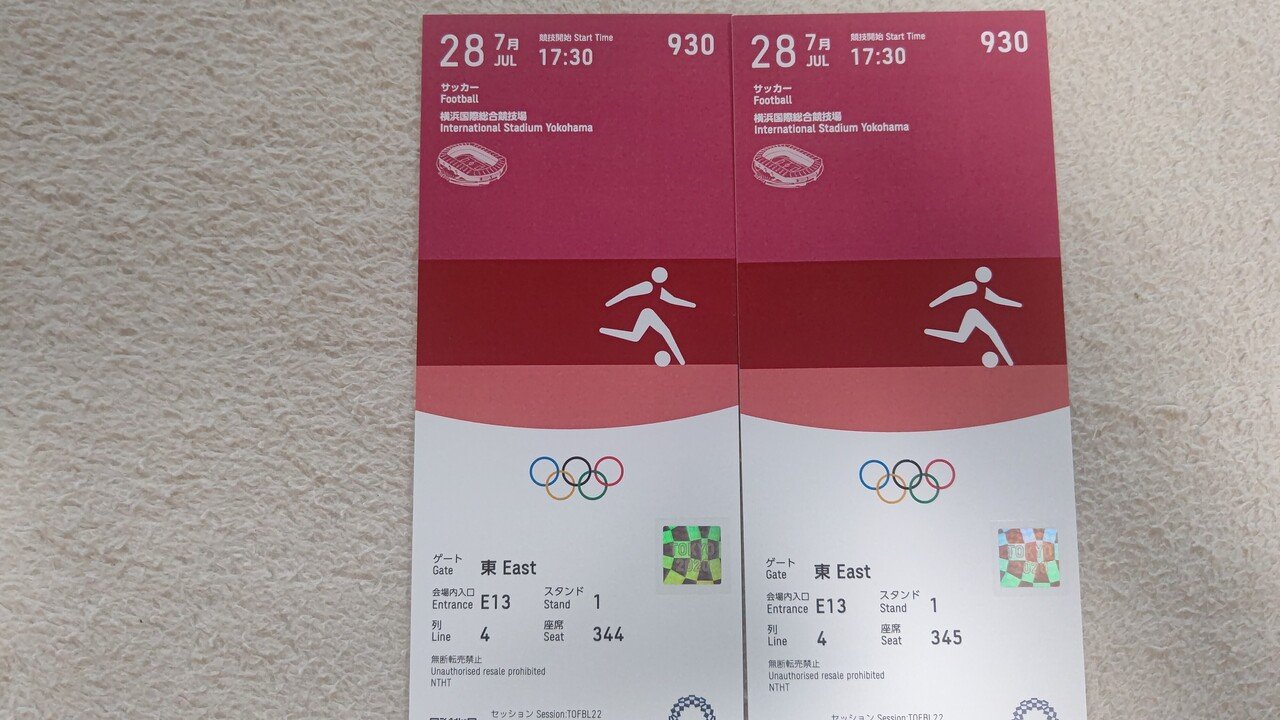 28 7月 競技開始 Start Time 930
JUL 17:30
サッカー
Football
横浜国際総合競技場
International Stadium Yokohama
ゲート
Gate 東 East
会場内入口 スタンド
Entrance E13 Stand 1
列 座席
Line 4 Seat 344
無断転売禁止
Unauthorised resale prohibited
NTHT
セッション Session:TOFBL22
28 7月 競技開始 Start Time 930
JUL 17:30
サッカー
Football
横浜国際総合競技場
International Stadium Yokohama
ゲート
Gate 東 East
会場内入口 スタンド
Entrance E13 Stand 1
列 座席
Line 4 Seat 345
無断転売禁止
Unauthorised resale prohibited
NTHT
セッション Session:TOFBL22